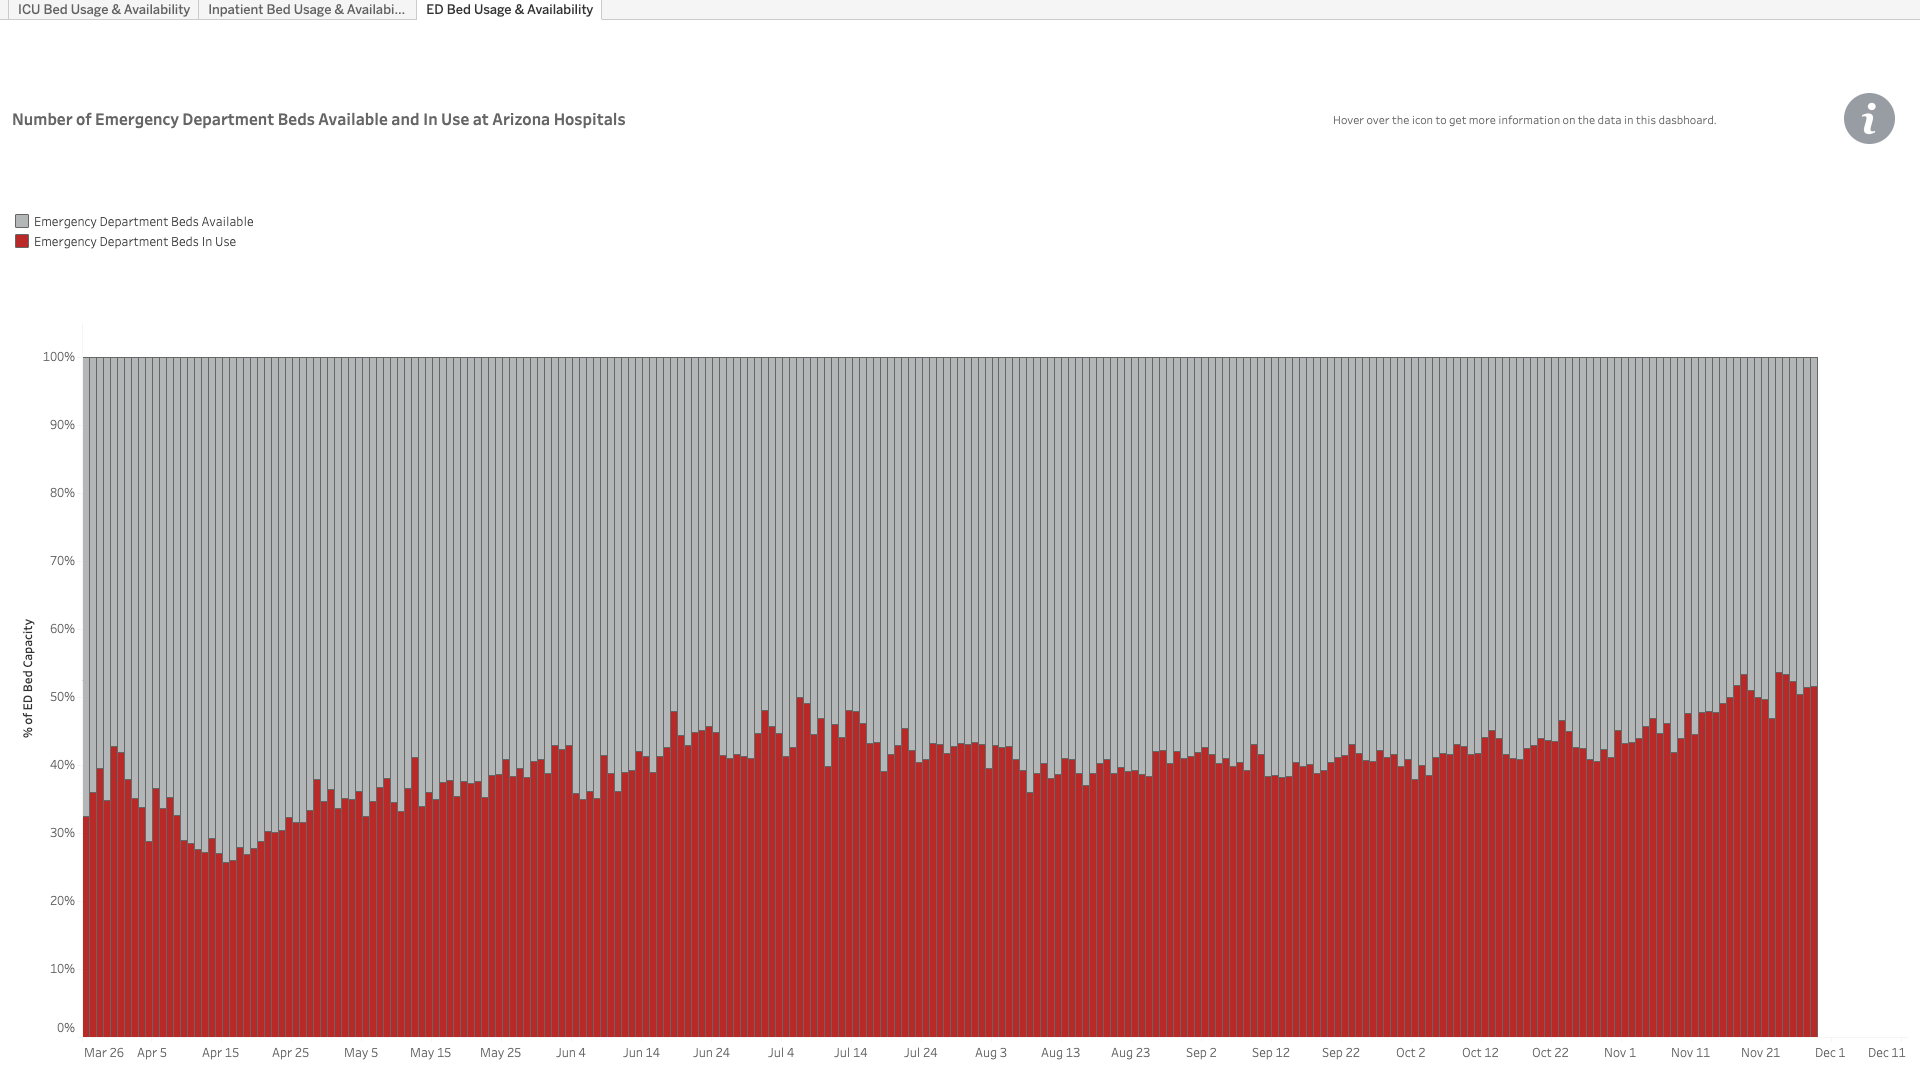 ICU Bed Usage & Availability
Inpatient Bed Usage & Availabi...
ED Bed Usage & Availability
Number of Emergency Department Beds Available and In Use at Arizona Hospitals
Hover over the icon to get more information on the data in this dasbhoard.
i
Emergency Department Beds Available
Emergency Department Beds In Use
% of ED Bed Capacity
100%
90%
80%
70%
60%
50%
40%
30%
20%
10%
0%
Mar 26 Apr 5 Apr 15 Apr 25 May 5 May 15 May 25 Jun 4 Jun 14 Jun 24 Jul 4 Jul 14 Jul 24 Aug 3 Aug 13 Aug 23 Sep 2 Sep 12 Sep 22 Oct 2 Oct 12 Oct 22 Nov 1 Nov 11 Nov 21 Dec 1 Dec 11